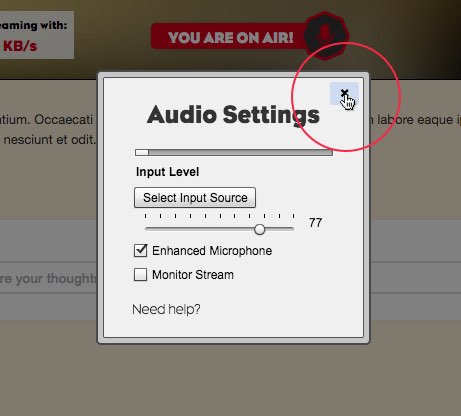 eaming with:
KB/s
YOU ARE ON AIR!
Audio Settings
ntium. Occaecati
labore eaque ip
nesciunt et odit.
Input Level
Select Input Source
77
Enhanced Microphone
re your thoughts
Monitor Stream
Need help?